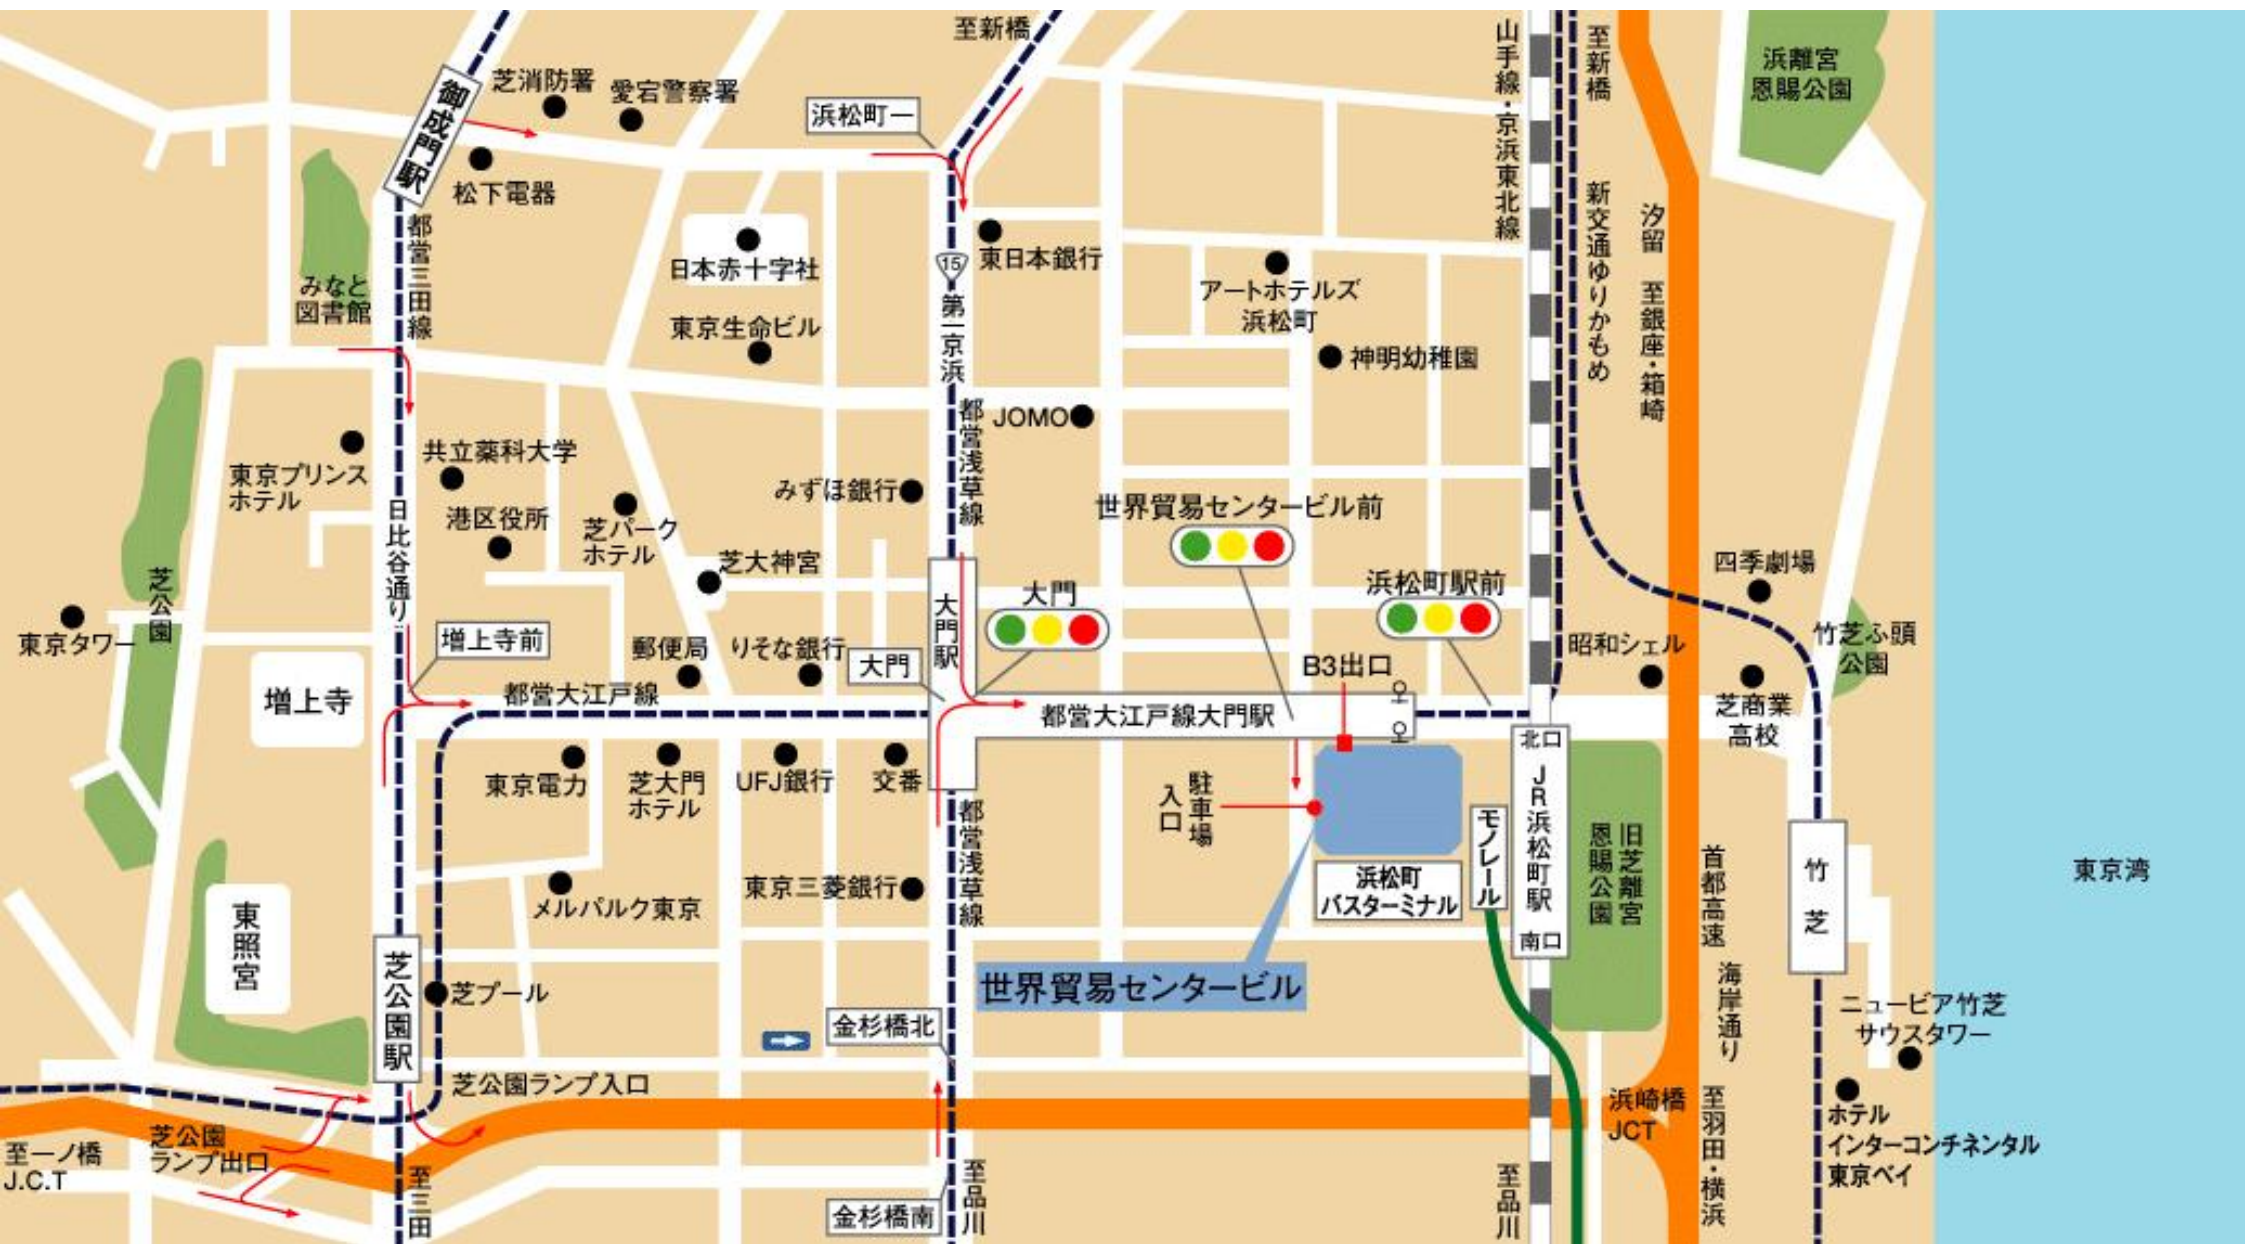 至新橋
山手線・京浜東北線
至新橋
浜離宮
恩賜公園
芝消防署
愛宕警察署
浜松町一
御成門駅
松下電器
都営三田線
新交通ゆりかもめ
汐留 至銀座・箱崎
みなと
図書館
日本赤十字社
15
東日本銀行
アートホテルズ
浜松町
第一京浜
東京生命ビル
神明幼稚園
JOMO
都営浅草線
共立薬科大学
東京プリンス
ホテル
みずほ銀行
日比谷通り
港区役所
芝パーク
ホテル
世界貿易センタービル前
芝大神宮
四季劇場
芝公園
大門
浜松町駅前
大門駅
東京タワー
増上寺前
郵便局
りそな銀行
大門
B3出口
昭和シェル
竹芝ふ頭
公園
増上寺
都営大江戸線
都営大江戸線大門駅
芝商業
高校
北口
JR浜松町駅
南口
東京電力
芝大門
ホテル
UFJ銀行
交番
駐車場
入口
モノレール
旧芝離宮
恩賜公園
都営浅草線
首都高速
竹芝
東京湾
浜松町
バスターミナル
東京三菱銀行
メルパルク東京
東照宮
芝公園駅
芝プール
世界貿易センタービル
海岸通り
ニューピア竹芝
サウスタワー
金杉橋北
芝公園ランプ入口
浜崎橋
JCT
至羽田・横浜
ホテル
インターコンチネンタル
東京ベイ
芝公園
ランプ出口
至一ノ橋
J.C.T
至三田
至品川
金杉橋南
至品川